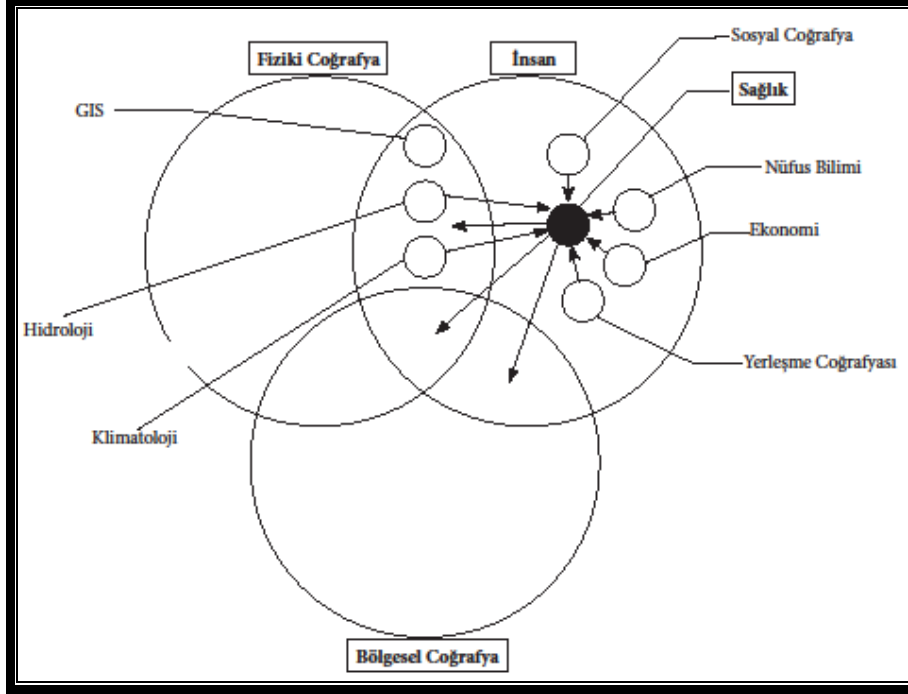 Sosyal Coğrafya
Fiziki Coğrafya
İnsan
Sağlık
GIS
Nüfus Bilimi
Ekonomi
Hidroloji
Yerleşme Coğrafyası
Klimatoloji
Bölgesel Coğrafya